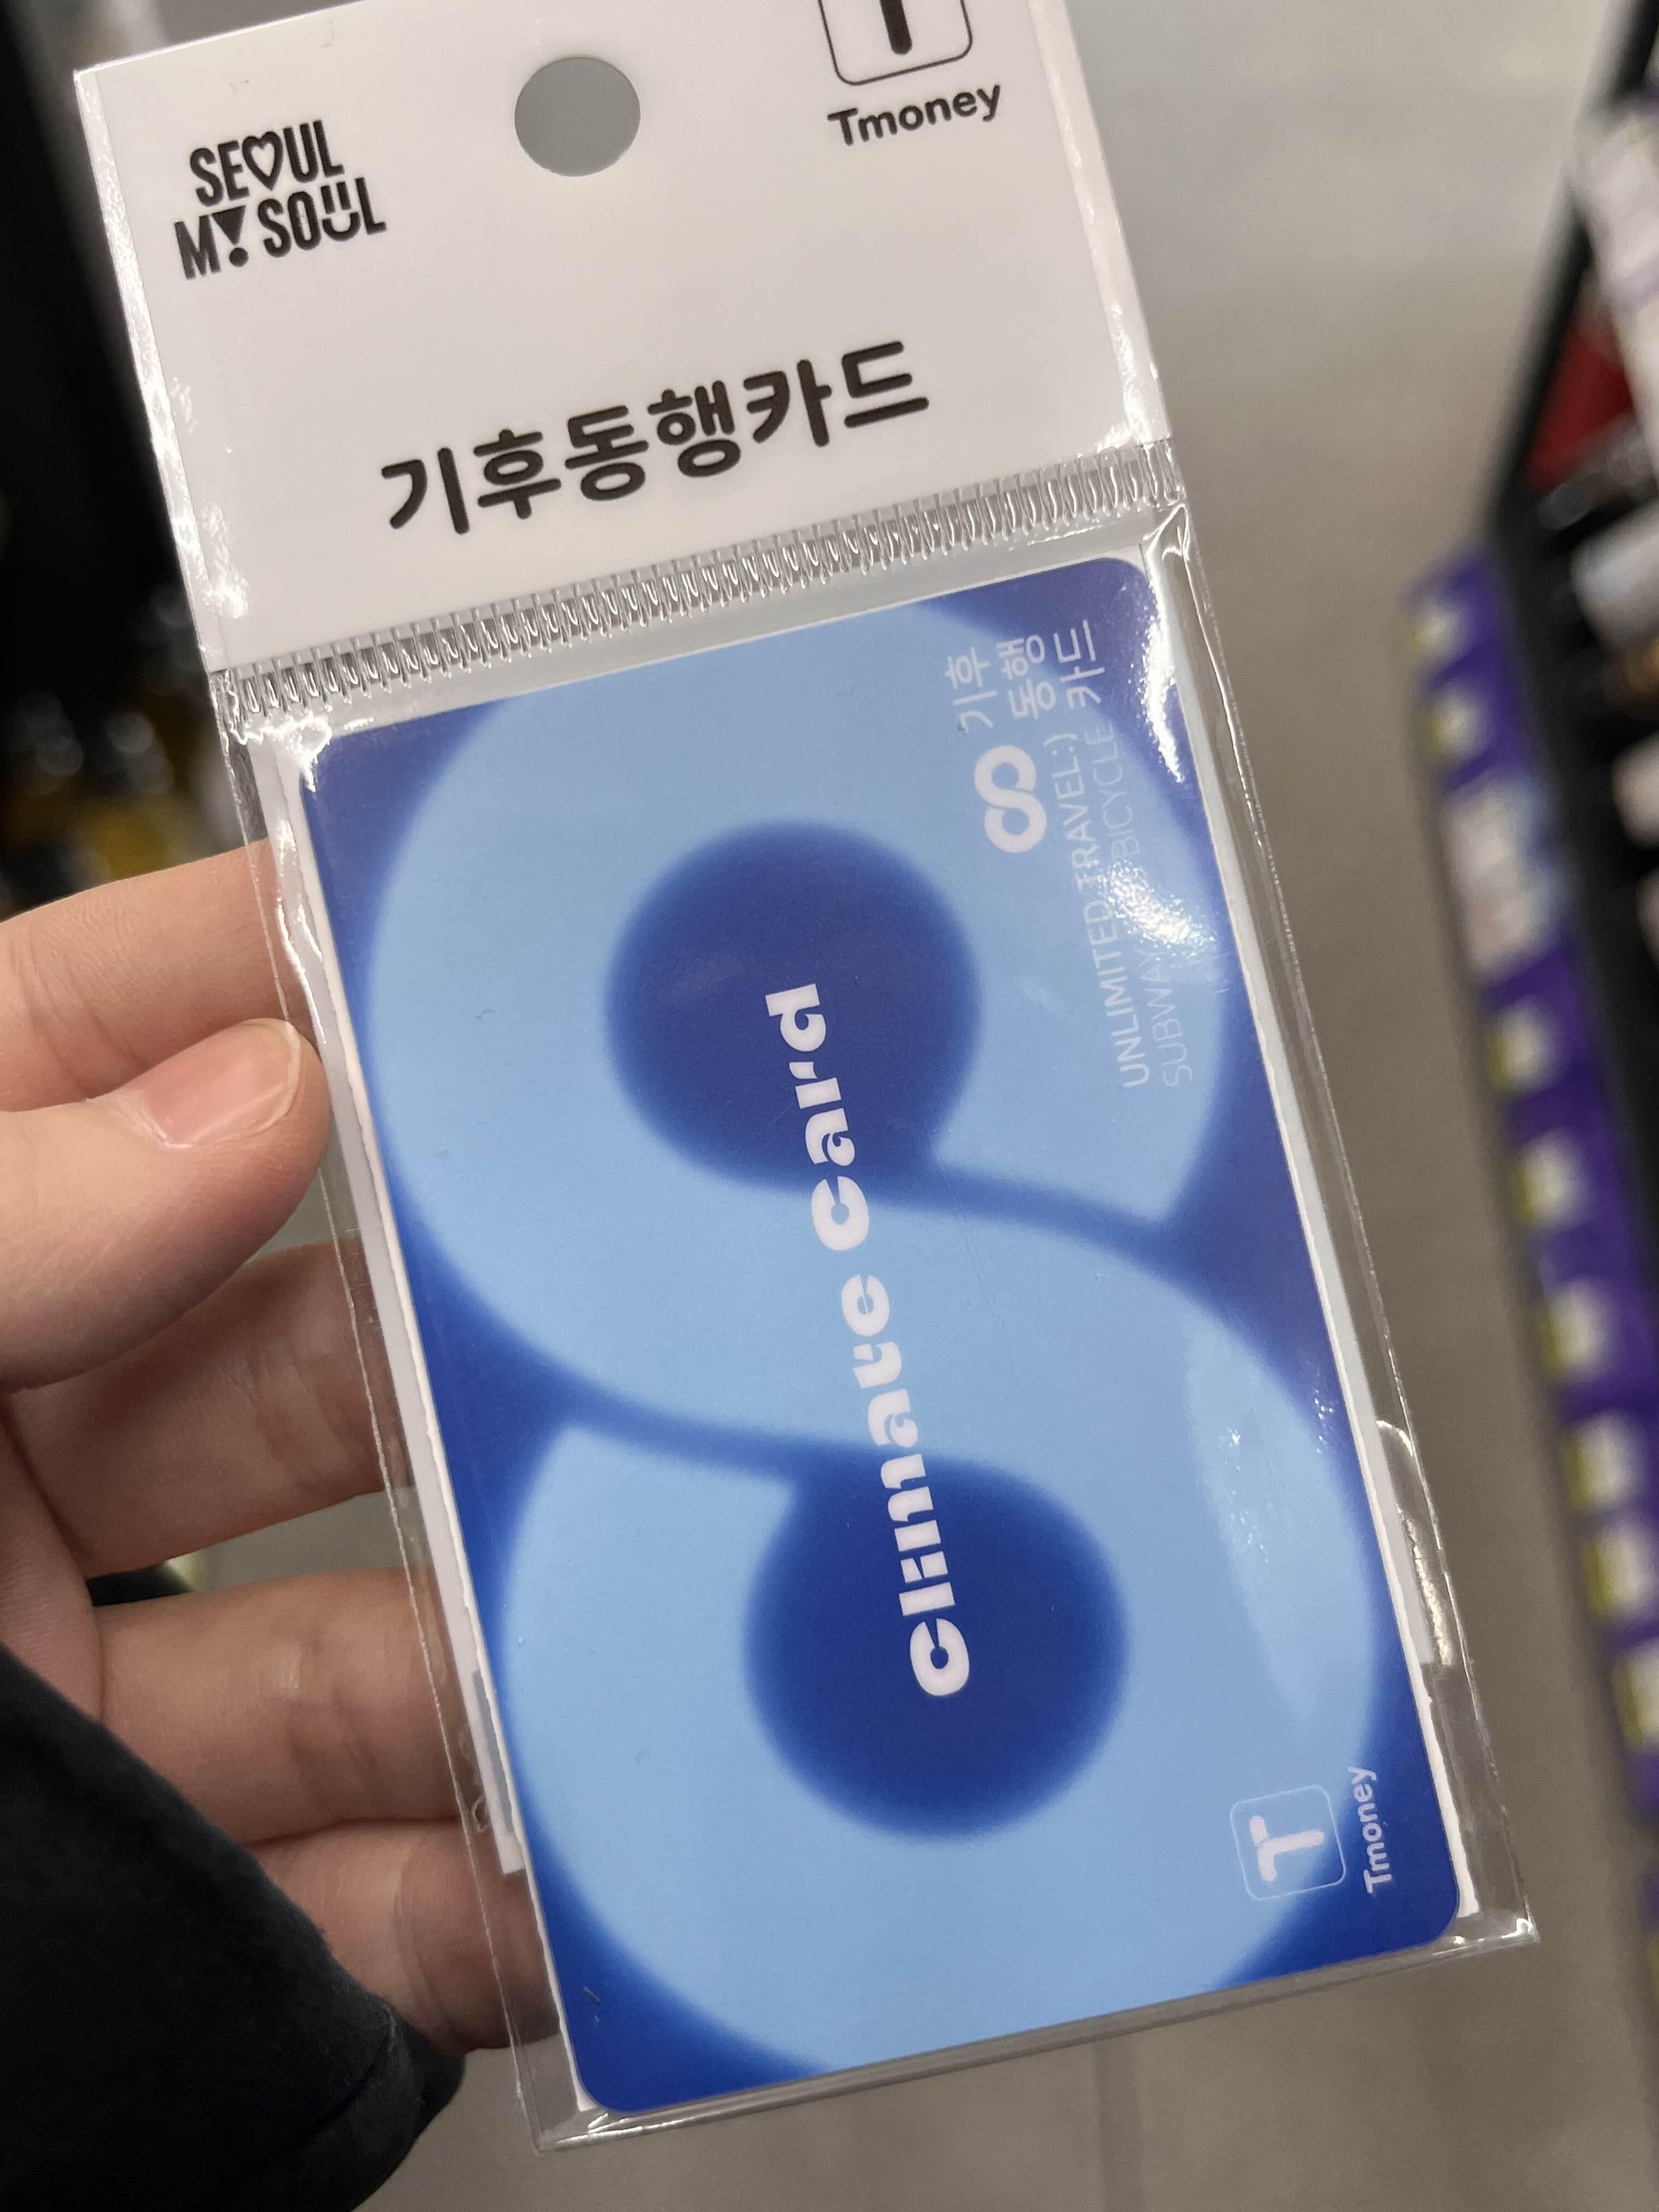 SEOUL
MY SOUL
Tmoney
기후동행카드
기후
동행
카드
UNLIMITED TRAVEL:)
SUBWAY BICYCLE
Climate Card
T
Tmoney